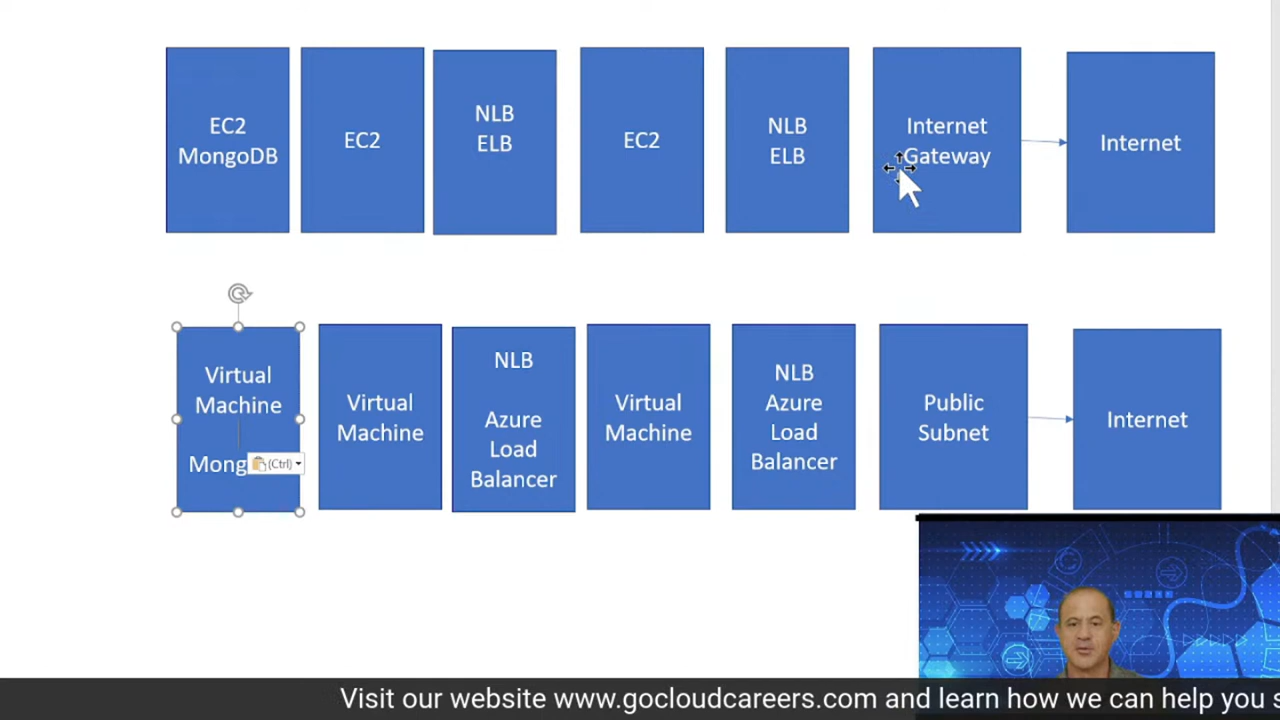 EC2
MongoDB
EC2
NLB
ELB
EC2
NLB
ELB
Internet
Gateway
Internet
Virtual
Machine
Mong
(Ctrl)
Virtual
Machine
NLB
Azure
Load
Balancer
Virtual
Machine
NLB
Azure
Load
Balancer
Public
Subnet
Internet
Visit our website www.gocloudcareers.com and learn how we can help you s